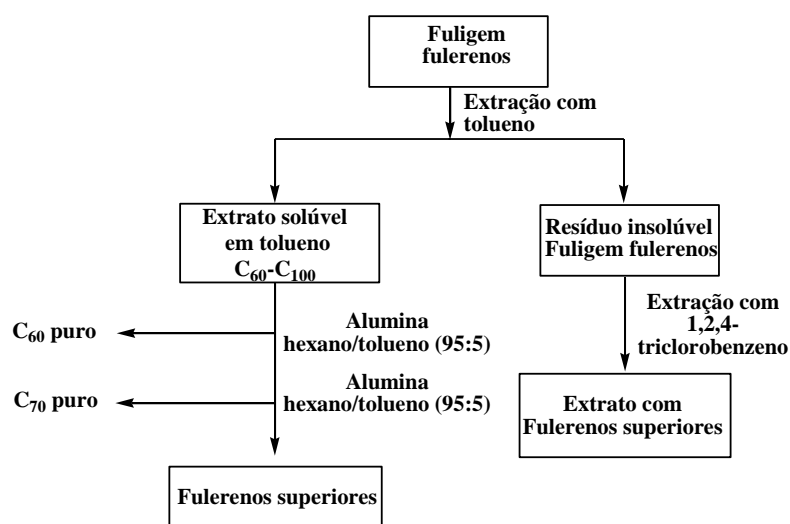 Fuligem
fulerenos
Extração com
tolueno
Extrato solúvel
em tolueno
C₆₀-C₁₀₀
Resíduo insolúvel
Fuligem fulerenos
C₆₀ puro
Alumina
hexano/tolueno (95:5)
Extração com
1,2,4-
triclorobenzeno
C₇₀ puro
Alumina
hexano/tolueno (95:5)
Extrato com
Fulerenos superiores
Fulerenos superiores